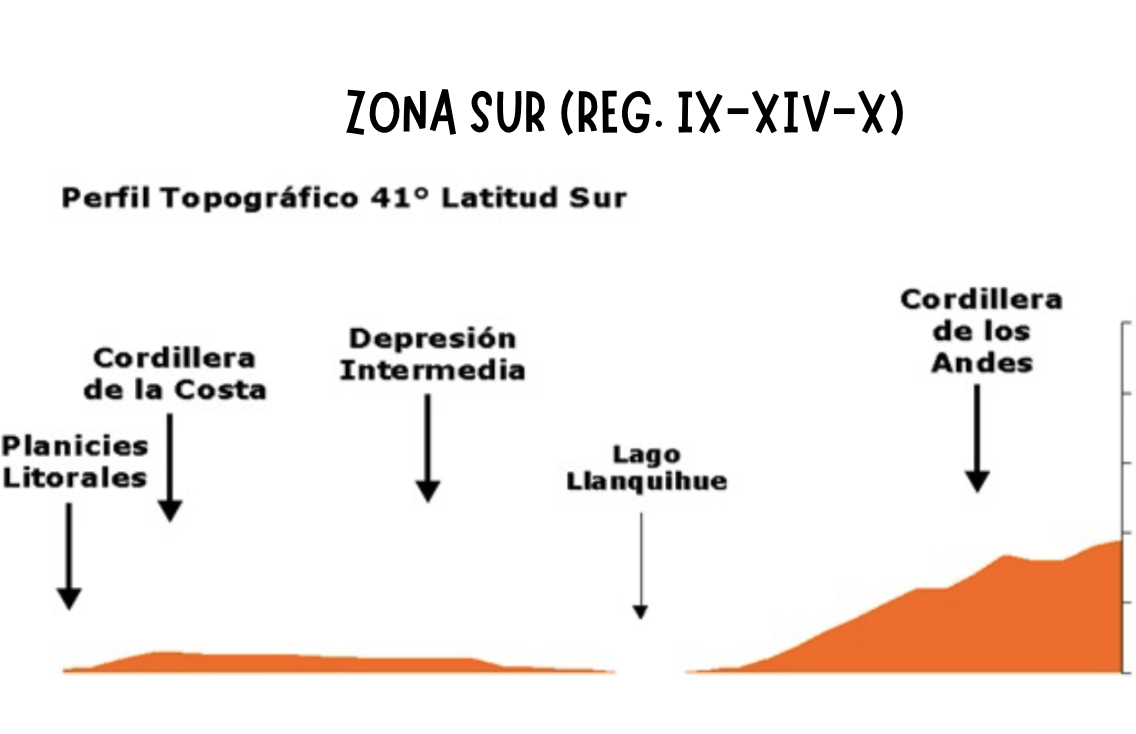 ZONA SUR (REG. IX-XIV-X)
Perfil Topográfico 41º Latitud Sur
Planicies
Litorales
Cordillera
de la Costa
Depresión
Intermedia
Lago
Llanquihue
Cordillera
de los
Andes